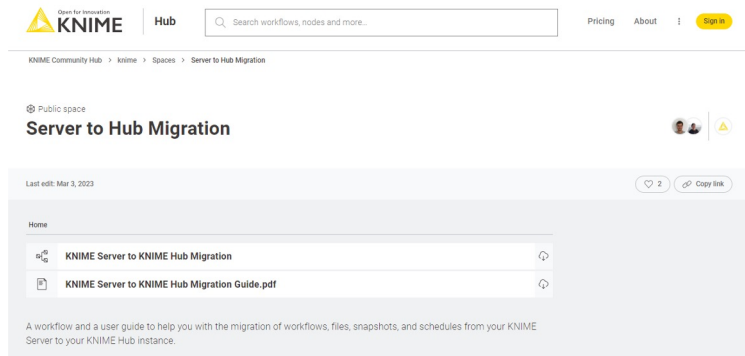 Open for Innovation
KNIME
Hub
Search workflows, nodes and more...
Pricing
About
Sign in
KNIME Community Hub > knime > Spaces > Server to Hub Migration
Public space
Server to Hub Migration
Last edit: Mar 3, 2023
2
Copy link
Home
KNIME Server to KNIME Hub Migration
KNIME Server to KNIME Hub Migration Guide.pdf
A workflow and a user guide to help you with the migration of workflows, files, snapshots, and schedules from your KNIME
Server to your KNIME Hub instance.